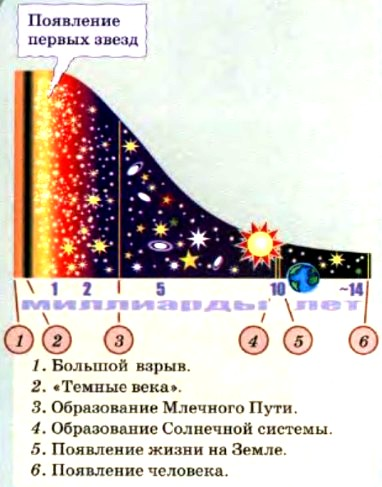 Появление
первых звезд
1 2 5 10 ~14
миллиарды лет
1 2 3 4 5 6
1. Большой взрыв.
2. «Темные века».
3. Образование Млечного Пути.
4. Образование Солнечной системы.
5. Появление жизни на Земле.
6. Появление человека.